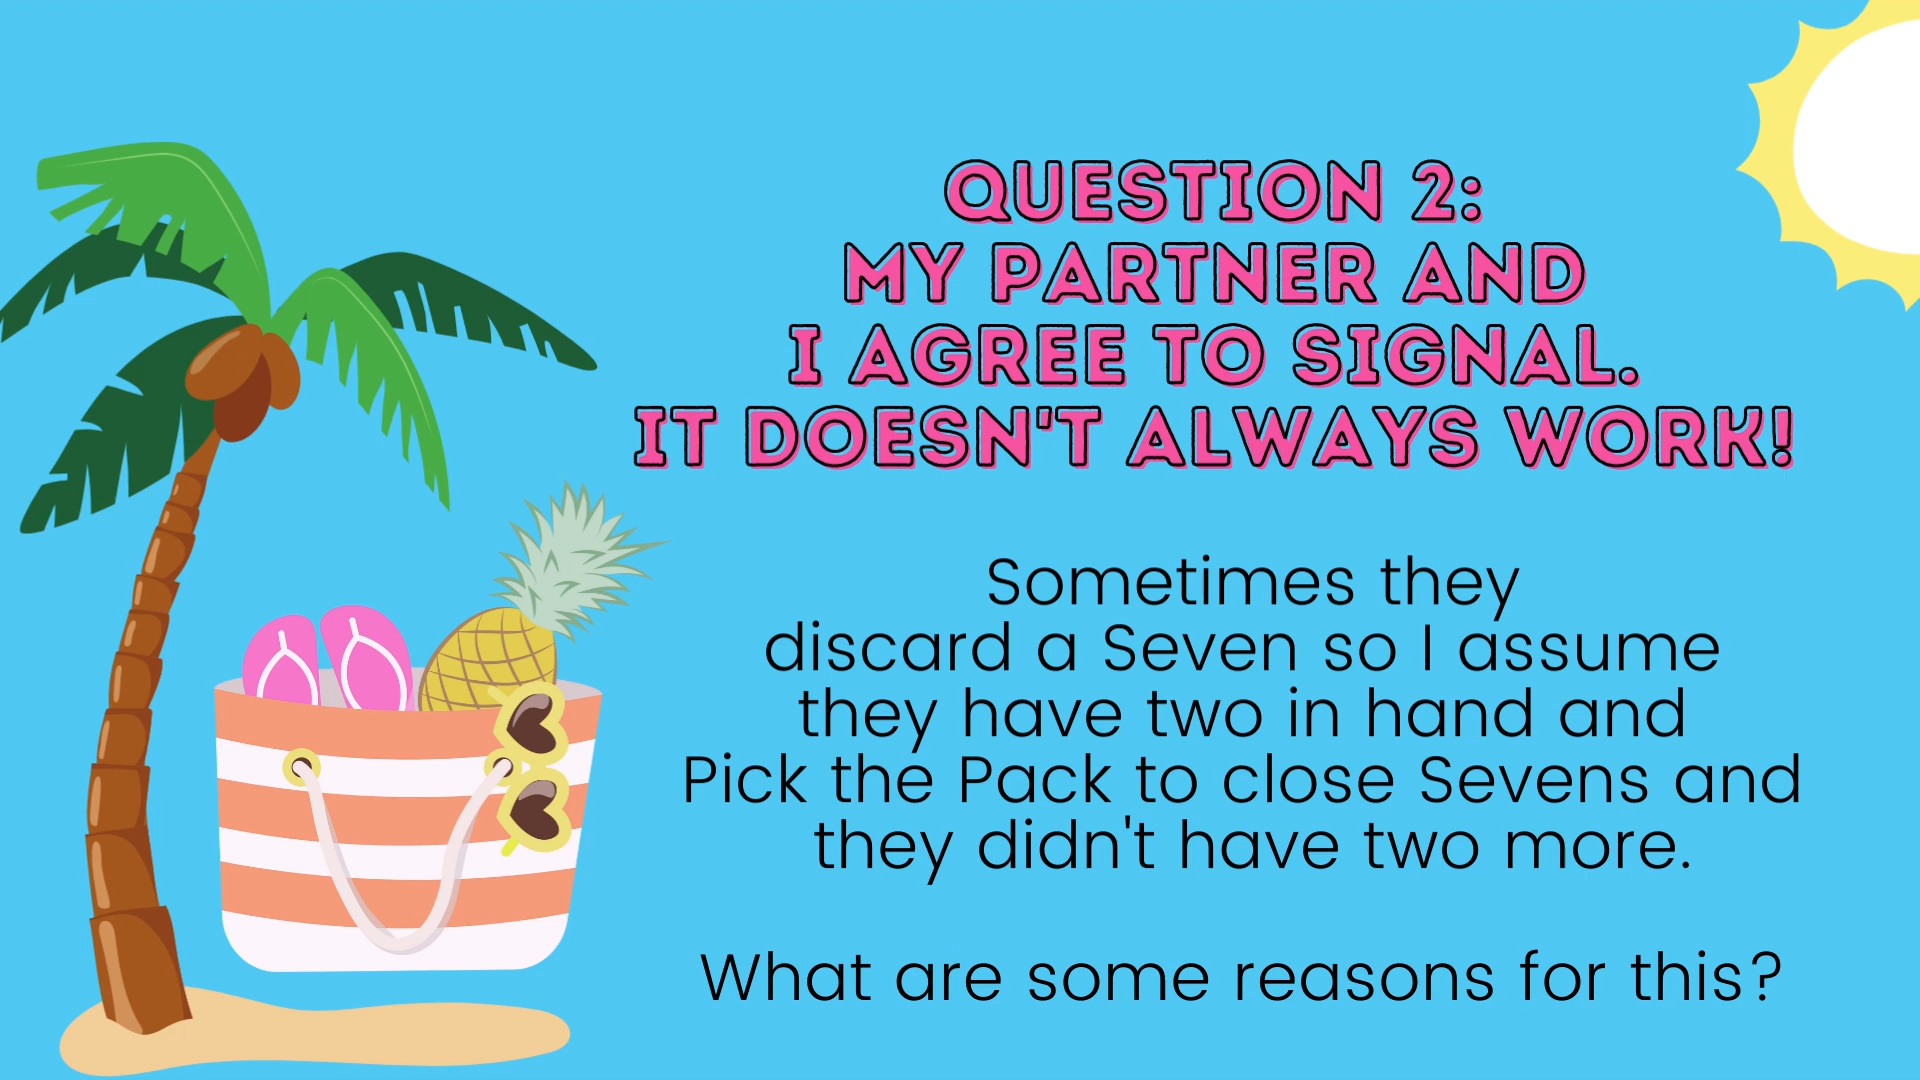 QUESTION 2:
MY PARTNER AND
I AGREE TO SIGNAL.
IT DOESN'T ALWAYS WORK!
Sometimes they
discard a Seven so I assume
they have two in hand and
Pick the Pack to close Sevens and
they didn't have two more.
What are some reasons for this?